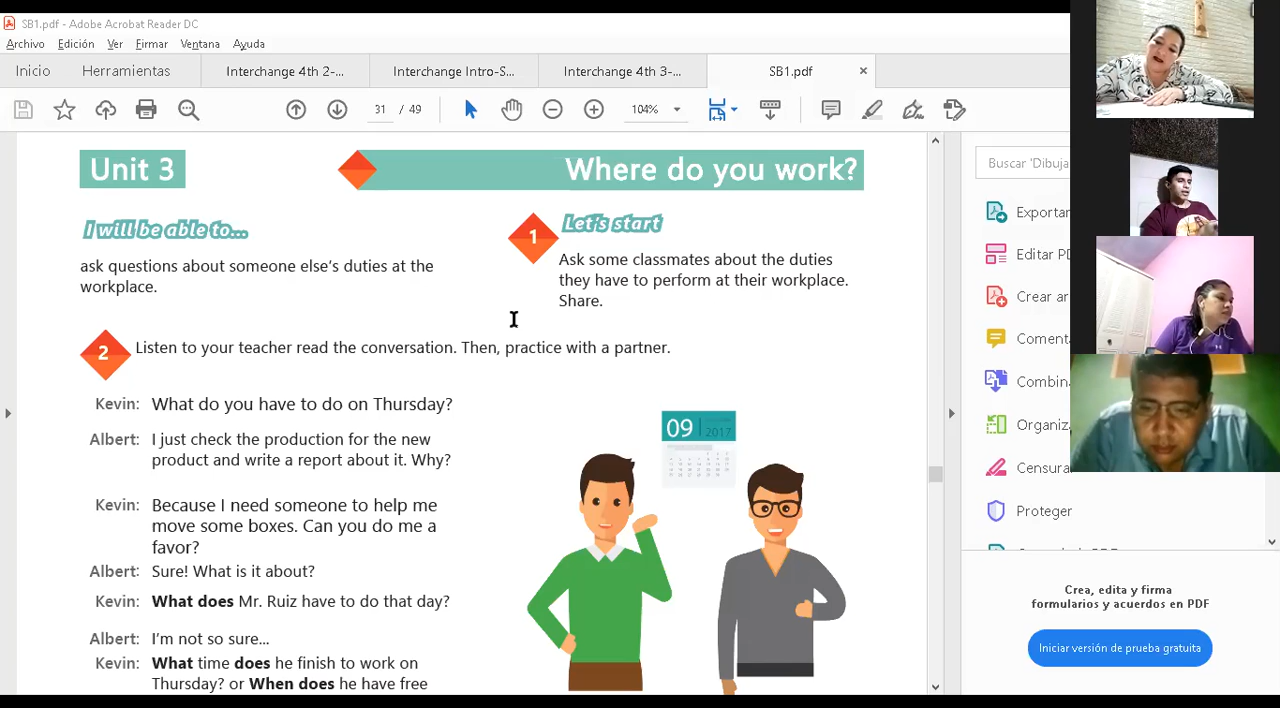 SB1.pdf - Adobe Acrobat Reader DC
Archivo Edición Ver Firmar Ventana Ayuda
Inicio Herramientas Interchange 4th 2-... Interchange Intro-S... Interchange 4th 3-... SB1.pdf ×
31 / 49 104%
Unit 3
Where do you work?
I will be able to...
ask questions about someone else's duties at the
workplace.
1 Let's start
Ask some classmates about the duties
they have to perform at their workplace.
Share.
2 Listen to your teacher read the conversation. Then, practice with a partner.
Kevin: What do you have to do on Thursday?
Albert: I just check the production for the new
product and write a report about it. Why?
Kevin: Because I need someone to help me
move some boxes. Can you do me a
favor?
Albert: Sure! What is it about?
Kevin: What does Mr. Ruiz have to do that day?
Albert: I'm not so sure...
Kevin: What time does he finish to work on
Thursday? or When does he have free
09 2017
Buscar 'Dibuja
Exportar
Editar PD
Crear ar
Coment
Combin
Organiz
Censura
Proteger
Crea, edita y firma
formularios y acuerdos en PDF
Iniciar versión de prueba gratuita